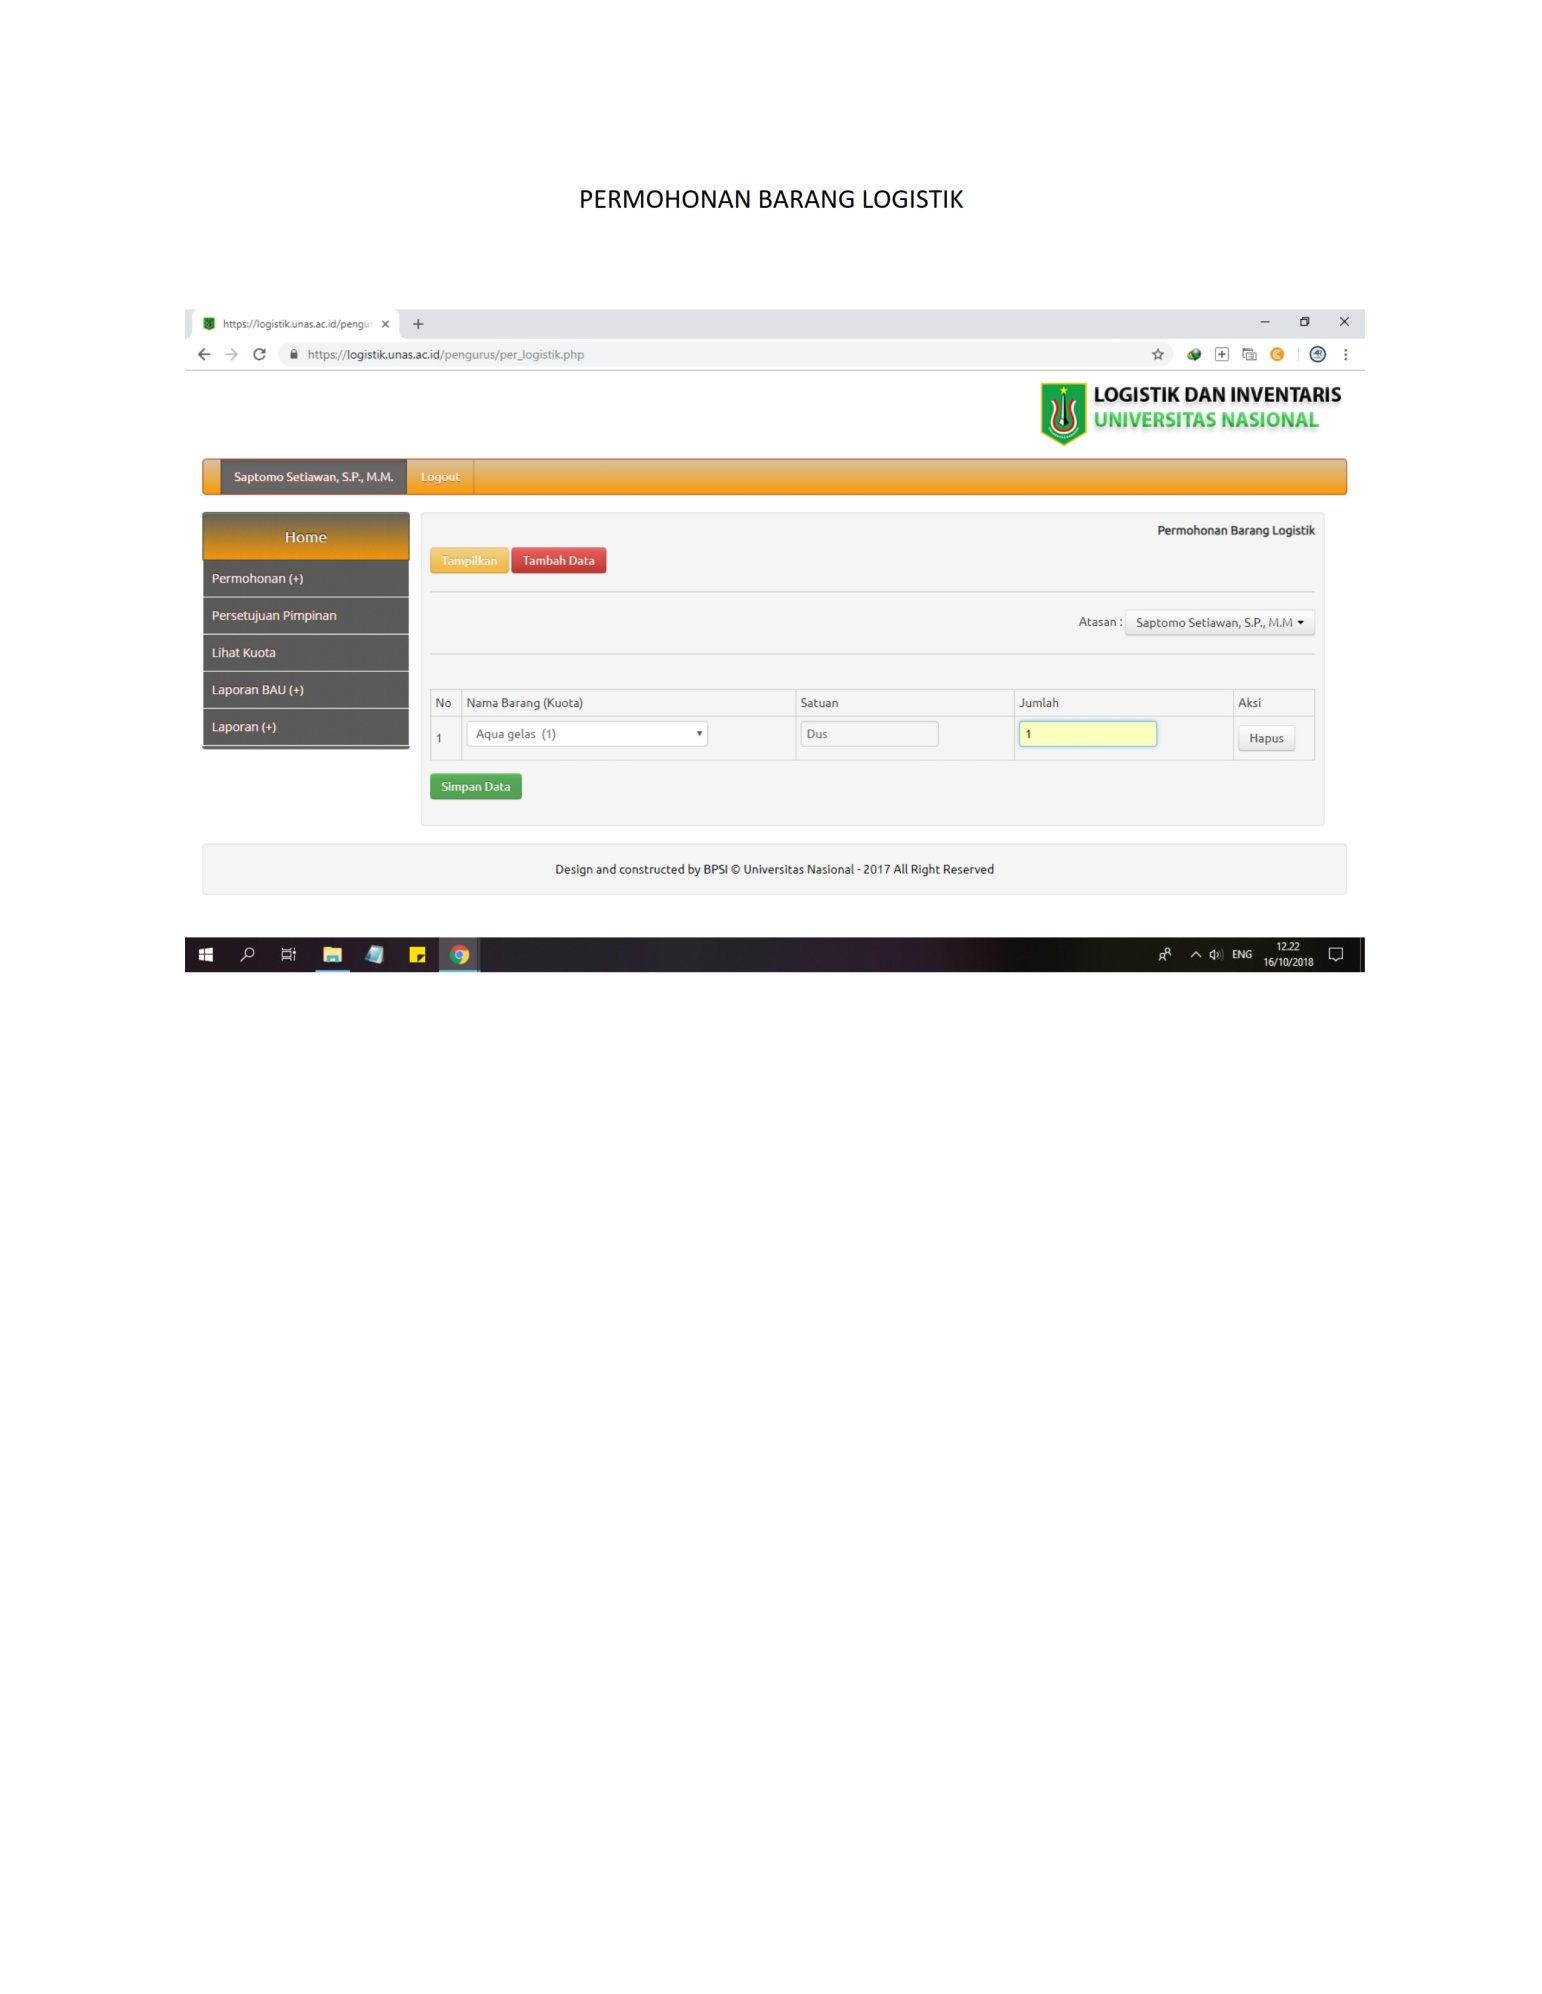 PERMOHONAN BARANG LOGISTIK
https://logistik.unas.ac.id/pengu
https://logistik.unas.ac.id/pengurus/per_logistik.php
LOGISTIK DAN INVENTARIS
UNIVERSITAS NASIONAL
Saptomo Setiawan, S.P., M.M. Logout
Home
Permohonan (+)
Persetujuan Pimpinan
Lihat Kuota
Laporan BAU (+)
Laporan (+)
Permohonan Barang Logistik
Tampilkan Tambah Data
Atasan : Saptomo Setiawan, S.P., M.M
No Nama Barang (Kuota) Satuan Jumlah Aksi
1 Aqua gelas (1) Dus 1 Hapus
Simpan Data
Design and constructed by BPSI © Universitas Nasional - 2017 All Right Reserved
ENG
12.22
16/10/2018